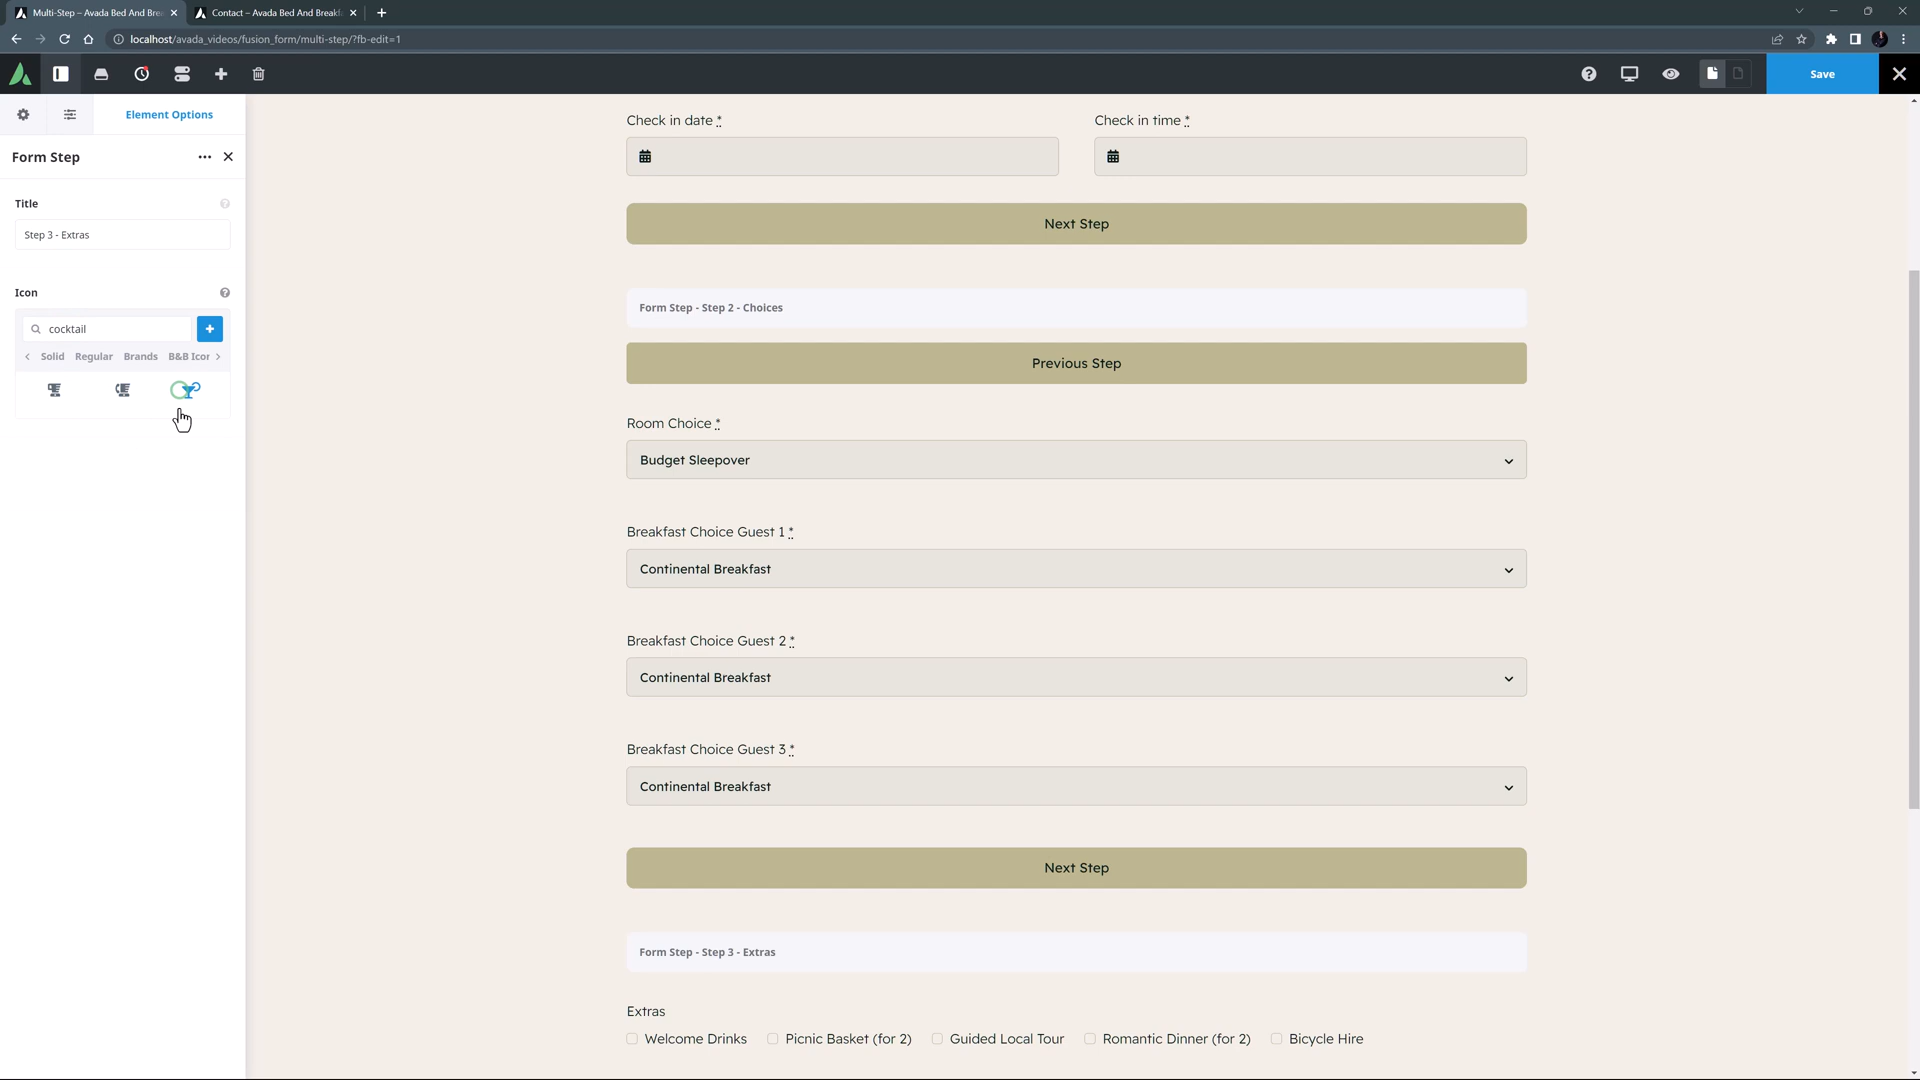 Multi-Step – Avada Bed And Bre
Contact – Avada Bed And Breakf
localhost/avada_videos/fusion_form/multi-step/?fb-edit=1
Save
Element Options
Form Step
Title
Step 3 - Extras
Icon
cocktail
Solid Regular Brands B&B Icon
Check in date *
Check in time *
Next Step
Form Step - Step 2 - Choices
Previous Step
Room Choice *
Budget Sleepover
Breakfast Choice Guest 1 *
Continental Breakfast
Breakfast Choice Guest 2 *
Continental Breakfast
Breakfast Choice Guest 3 *
Continental Breakfast
Next Step
Form Step - Step 3 - Extras
Extras
Welcome Drinks Picnic Basket (for 2) Guided Local Tour Romantic Dinner (for 2) Bicycle Hire